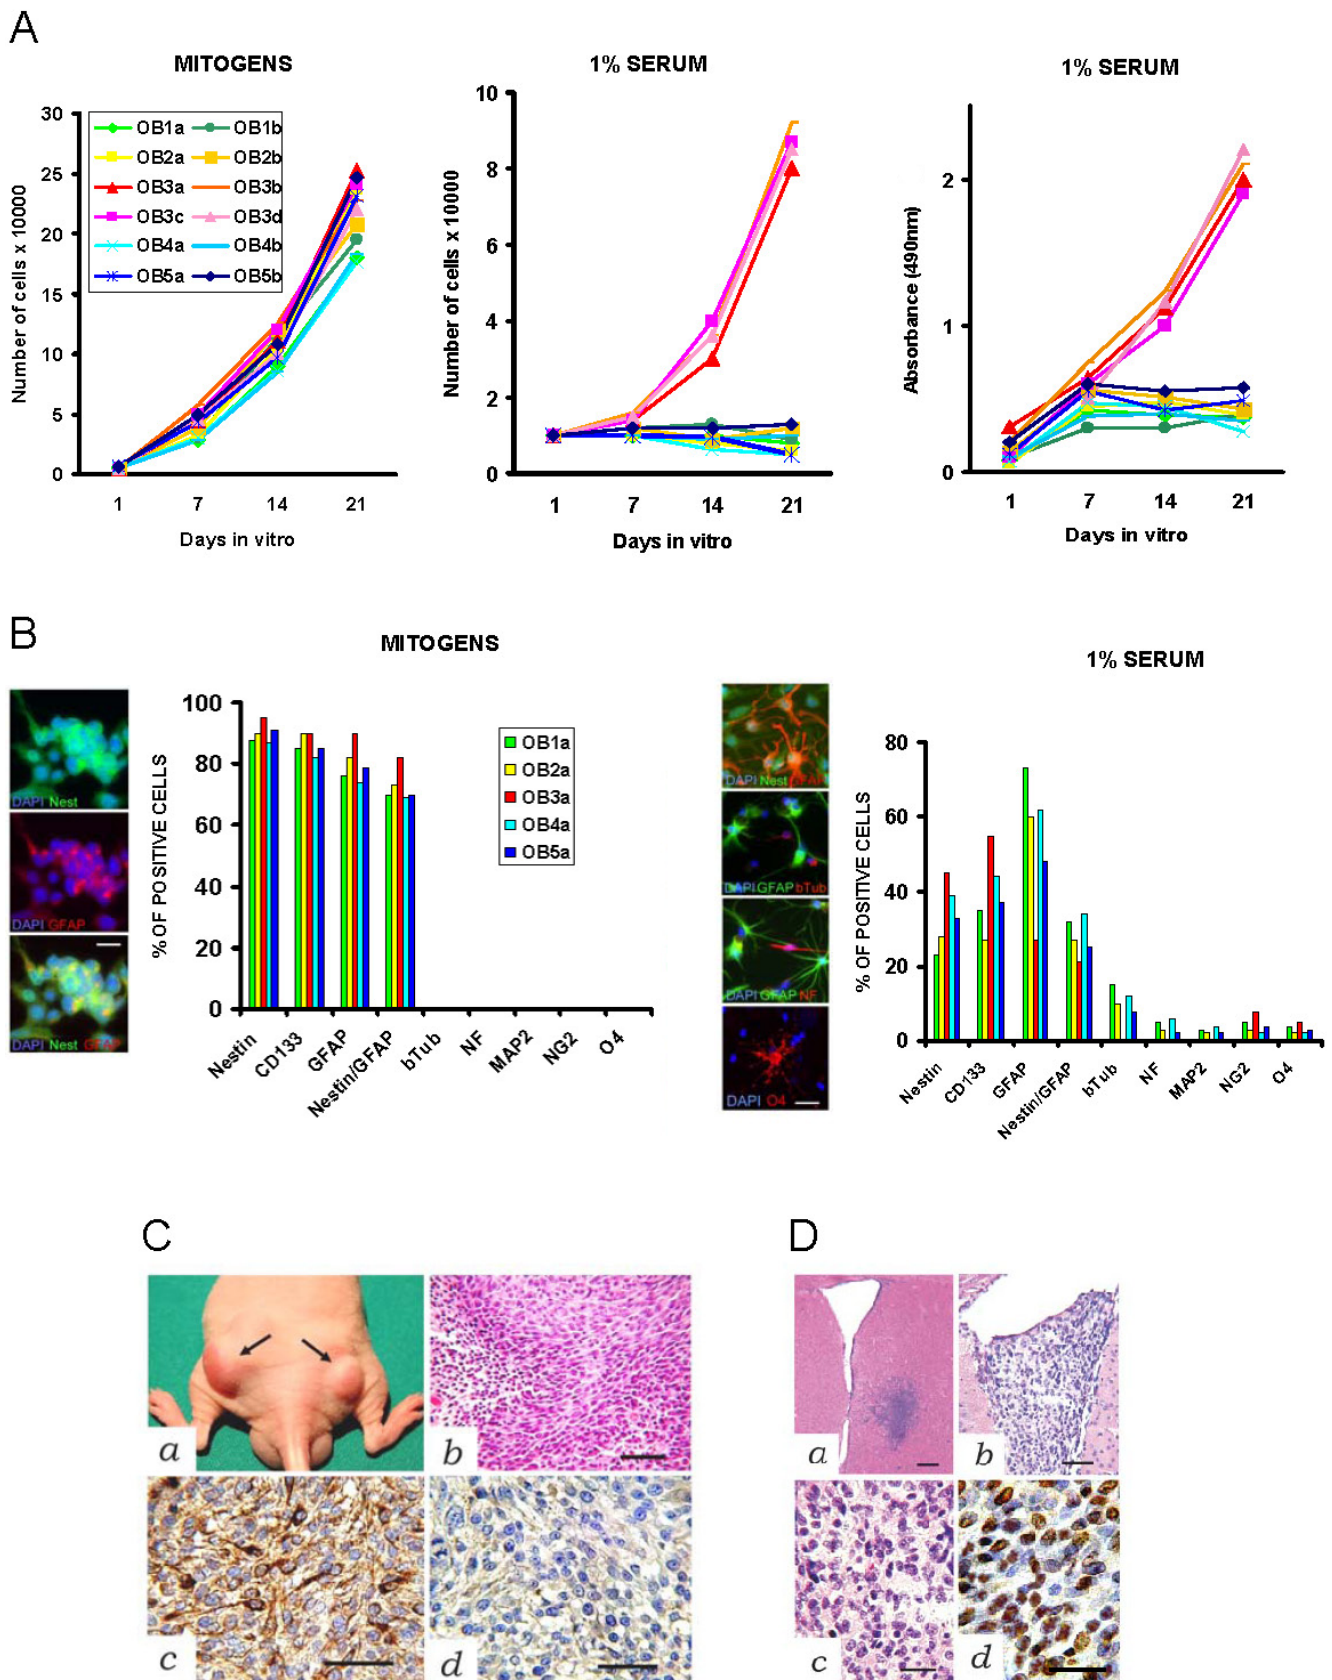 A
MITOGENS
1% SERUM
1% SERUM
Number of cells x 10000
30
25
20
15
10
5
0
OB1a OB1b
OB2a OB2b
OB3a OB3b
OB3c OB3d
OB4a OB4b
OB5a OB5b
1 7 14 21
Days in vitro
Number of cells x 10000
10
8
6
4
2
0
1 7 14 21
Days in vitro
Absorbance (490nm)
2
1
0
1 7 14 21
Days in vitro
B
MITOGENS
DAPI Nest
DAPI GFAP
DAPI Nest GFAP
% OF POSITIVE CELLS
100
80
60
40
20
0
OB1a
OB2a
OB3a
OB4a
OB5a
Nestin CD133 GFAP Nestin/GFAP bTub NF MAP2 NG2 O4
1% SERUM
DAPI Nest GFAP
DAPI GFAP bTub
DAPI GFAP NF
DAPI O4
% OF POSITIVE CELLS
80
60
40
20
0
Nestin CD133 GFAP Nestin/GFAP bTub NF MAP2 NG2 O4
C
a
b
c
d
D
a
b
c
d